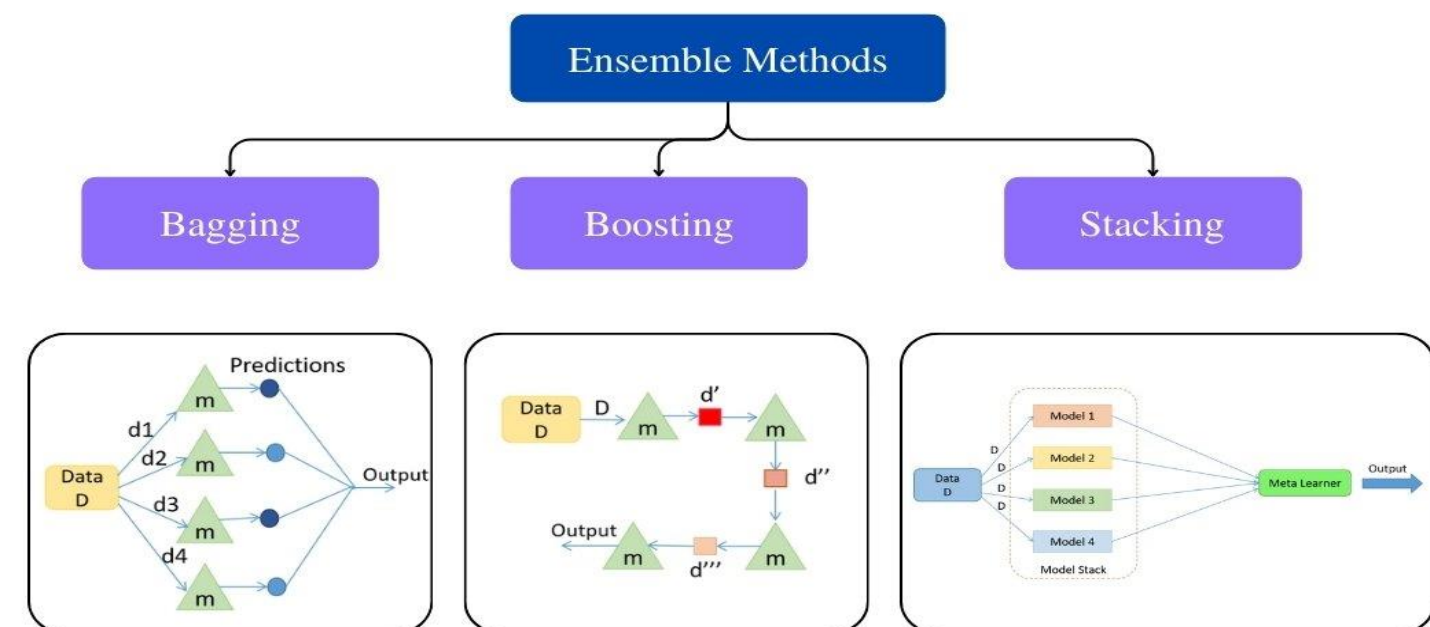 Ensemble Methods
Bagging
Boosting
Stacking
Predictions
m
d1
d2
m
Data
D
Output
d3
m
d4
m
Data
D
D
m
d'
m
d''
Output
m
d'''
m
Data
D
D
D
D
D
Model 1
Model 2
Model 3
Model 4
Model Stack
Meta Learner
Output